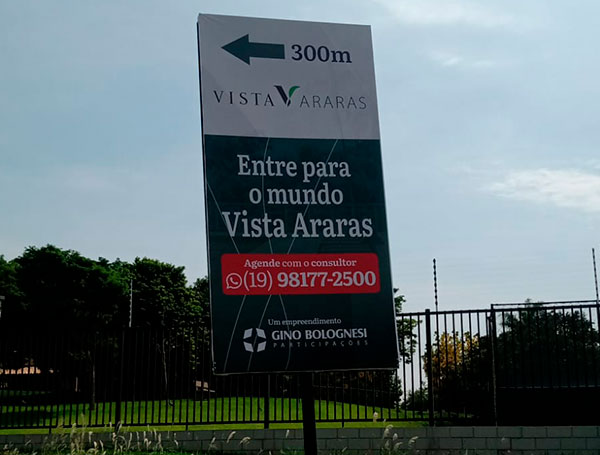 300m
VISTA ARARAS
Entre para
o mundo
Vista Araras
Agende com o consultor
(19) 98177-2500
Um empreendimento
GINO BOLOGNESI
PARTICIPAÇÕES